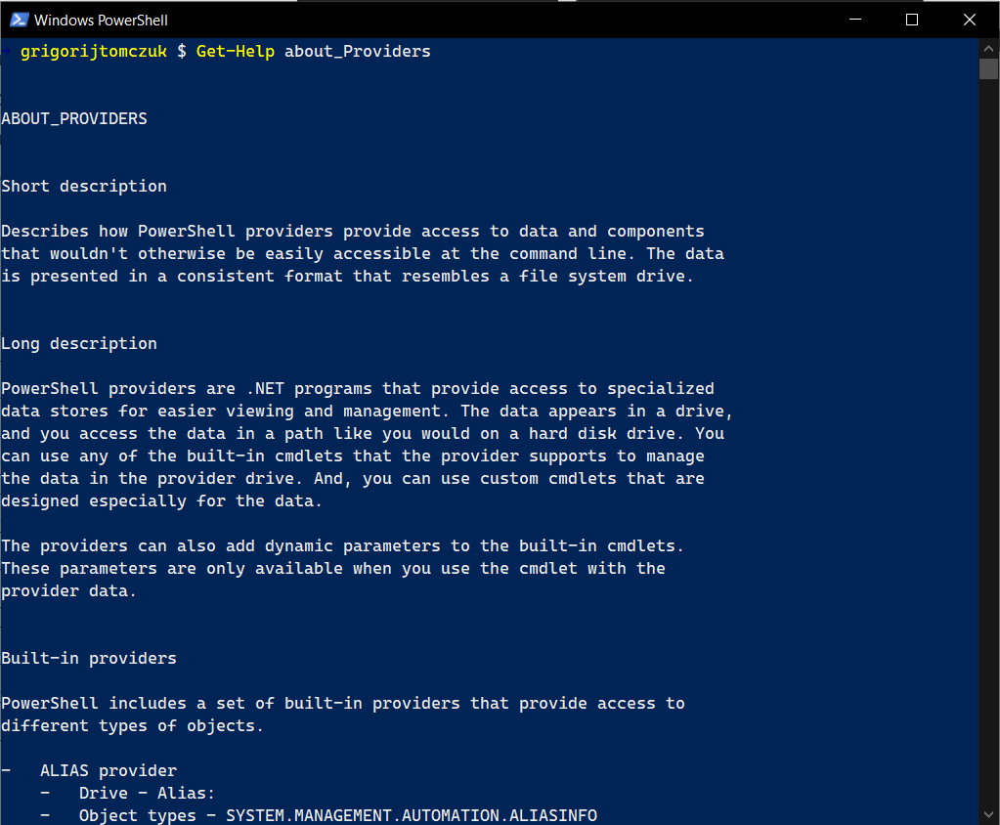 Windows PowerShell
grigorijtomczuk $ Get-Help about_Providers
ABOUT_PROVIDERS
Short description
Describes how PowerShell providers provide access to data and components
that wouldn't otherwise be easily accessible at the command line. The data
is presented in a consistent format that resembles a file system drive.
Long description
PowerShell providers are .NET programs that provide access to specialized
data stores for easier viewing and management. The data appears in a drive,
and you access the data in a path like you would on a hard disk drive. You
can use any of the built-in cmdlets that the provider supports to manage
the data in the provider drive. And, you can use custom cmdlets that are
designed especially for the data.
The providers can also add dynamic parameters to the built-in cmdlets.
These parameters are only available when you use the cmdlet with the
provider data.
Built-in providers
PowerShell includes a set of built-in providers that provide access to
different types of objects.
-   ALIAS provider
    -   Drive - Alias:
    -   Object types - SYSTEM.MANAGEMENT.AUTOMATION.ALIASINFO